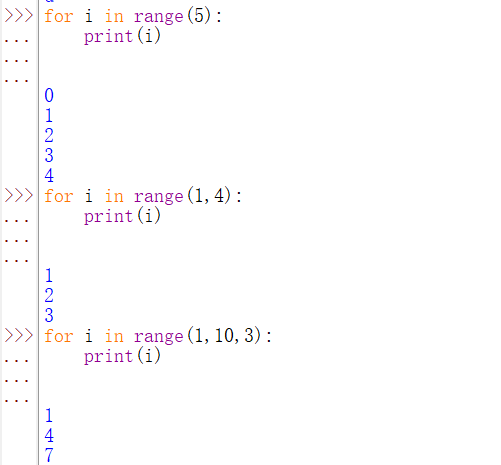 >>> for i in range(5):
...     print(i)
...
...
0
1
2
3
4
>>> for i in range(1,4):
...     print(i)
...
...
1
2
3
>>> for i in range(1,10,3):
...     print(i)
...
...
1
4
7